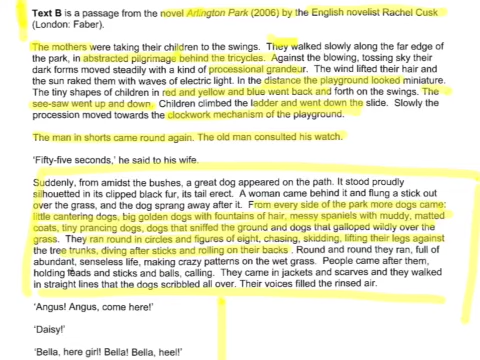 Text B is a passage from the novel Arlington Park (2006) by the English novelist Rachel Cusk
(London: Faber).
The mothers were taking their children to the swings. They walked slowly along the far edge of
the park, in abstracted pilgrimage behind the tricycles. Against the blowing, tossing sky their
dark forms moved steadily with a kind of processional grandeur. The wind lifted their hair and
the sun raked them with waves of electric light. In the distance the playground looked miniature.
The tiny shapes of children in red and yellow and blue went back and forth on the swings. The
see-saw went up and down. Children climbed the ladder and went down the slide. Slowly the
procession moved towards the clockwork mechanism of the playground.
The man in shorts came round again. The old man consulted his watch.
'Fifty-five seconds,' he said to his wife.
Suddenly, from amidst the bushes, a great dog appeared on the path. It stood proudly
silhouetted in its clipped black fur, its tail erect. A woman came behind it and flung a stick out
over the grass, and the dog sprang away after it. From every side of the park more dogs came:
little cantering dogs, big golden dogs with fountains of hair, messy spaniels with muddy, matted
coats, tiny prancing dogs, dogs that sniffed the ground and dogs that galloped wildly over the
grass. They ran round in circles and figures of eight, chasing, skidding, lifting their legs against
the tree trunks, diving after sticks and rolling on their backs. Round and round they ran, full of
abundant, senseless life, making crazy patterns on the wet grass. People came after them,
holding leads and sticks and balls, calling. They came in jackets and scarves and they walked
in straight lines that the dogs scribbled all over. Their voices filled the rinsed air.
'Angus! Angus, come here!'
'Daisy!'
'Bella, here girl! Bella! Bella, heel!'